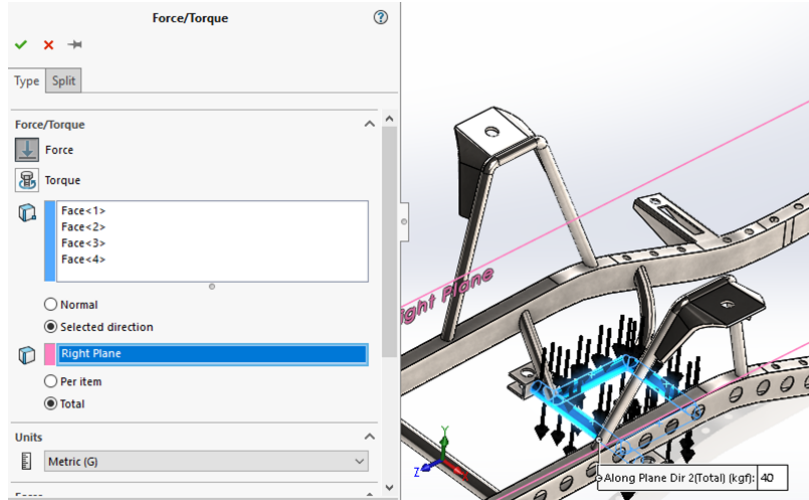 Force/Torque
Type
Split
Force/Torque
Force
Torque
Face<1>
Face<2>
Face<3>
Face<4>
Normal
Selected direction
Right Plane
Per item
Total
Units
Metric (G)
ight Plane
Y
Z
Along Plane Dir 2(Total) (kgf): 40